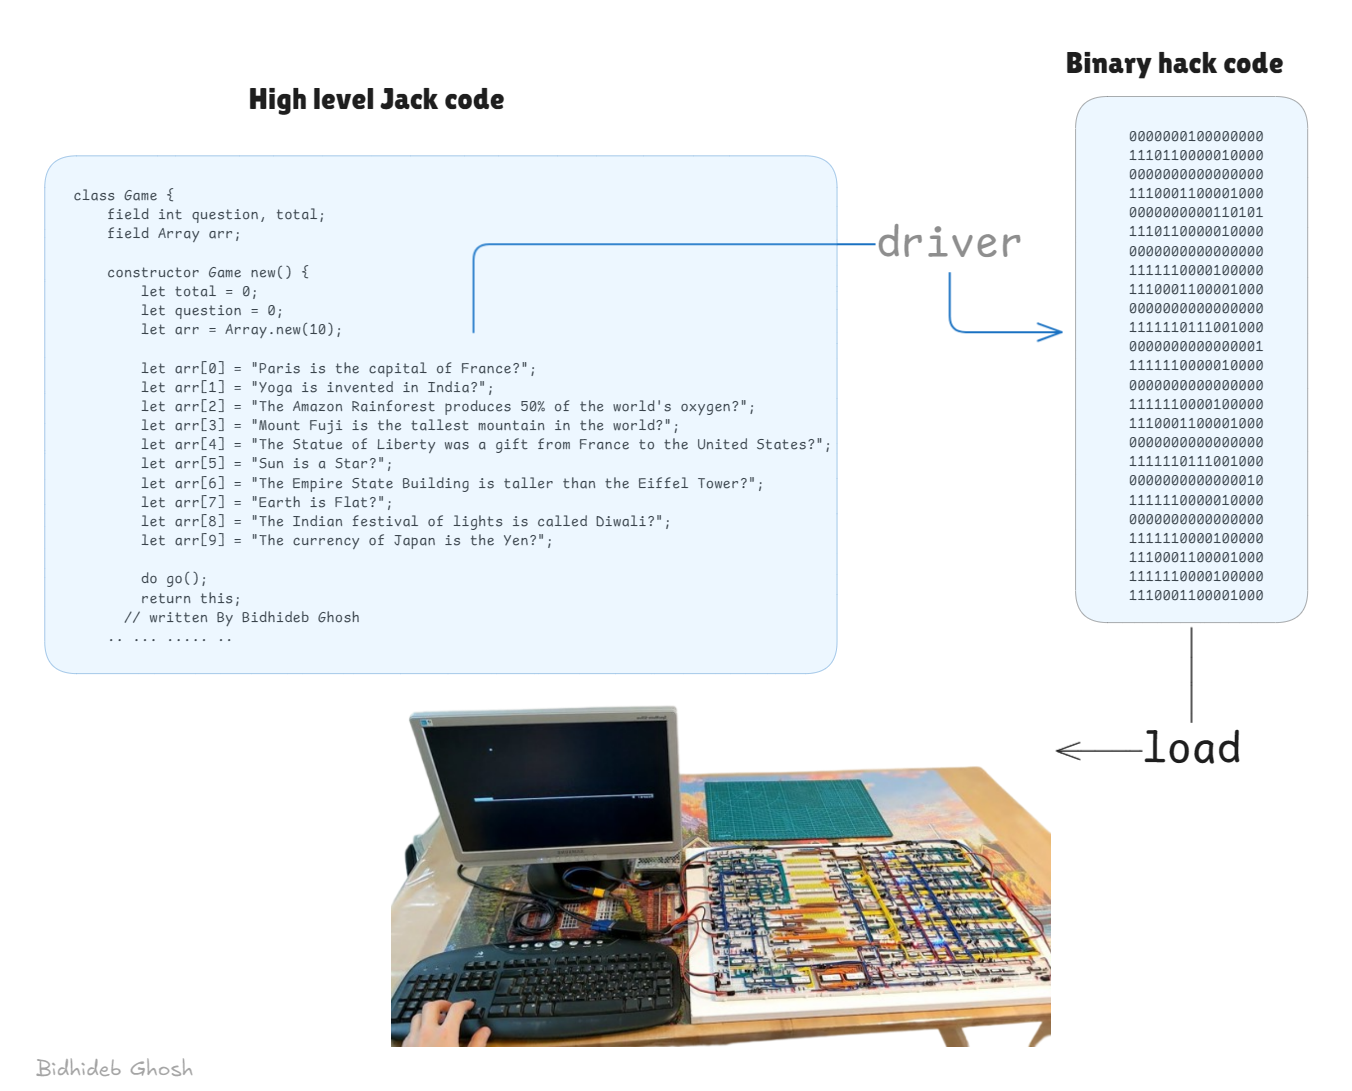 High level Jack code
class Game {
field int question, total;
field Array arr;
constructor Game new() {
let total = 0;
let question = 0;
let arr = Array.new(10);
let arr[0] = "Paris is the capital of France?";
let arr[1] = "Yoga is invented in India?";
let arr[2] = "The Amazon Rainforest produces 50% of the world's oxygen?";
let arr[3] = "Mount Fuji is the tallest mountain in the world?";
let arr[4] = "The Statue of Liberty was a gift from France to the United States?";
let arr[5] = "Sun is a Star?";
let arr[6] = "The Empire State Building is taller than the Eiffel Tower?";
let arr[7] = "Earth is Flat?";
let arr[8] = "The Indian festival of lights is called Diwali?";
let arr[9] = "The currency of Japan is the Yen?";
do go();
return this;
// written By Bidhideb Ghosh
.. ... ..... ..
driver
Binary hack code
0000000100000000
1110110000010000
0000000000000000
1110001100001000
0000000000110101
1110110000010000
0000000000000000
1111110000100000
1110001100001000
0000000000000000
1111110111001000
0000000000000001
1111110000010000
0000000000000000
1111110000100000
1110001100001000
0000000000000000
1111110111001000
0000000000000010
1111110000010000
0000000000000000
1111110000100000
1110001100001000
1111110000100000
1110001100001000
load
Bidhideb Ghosh